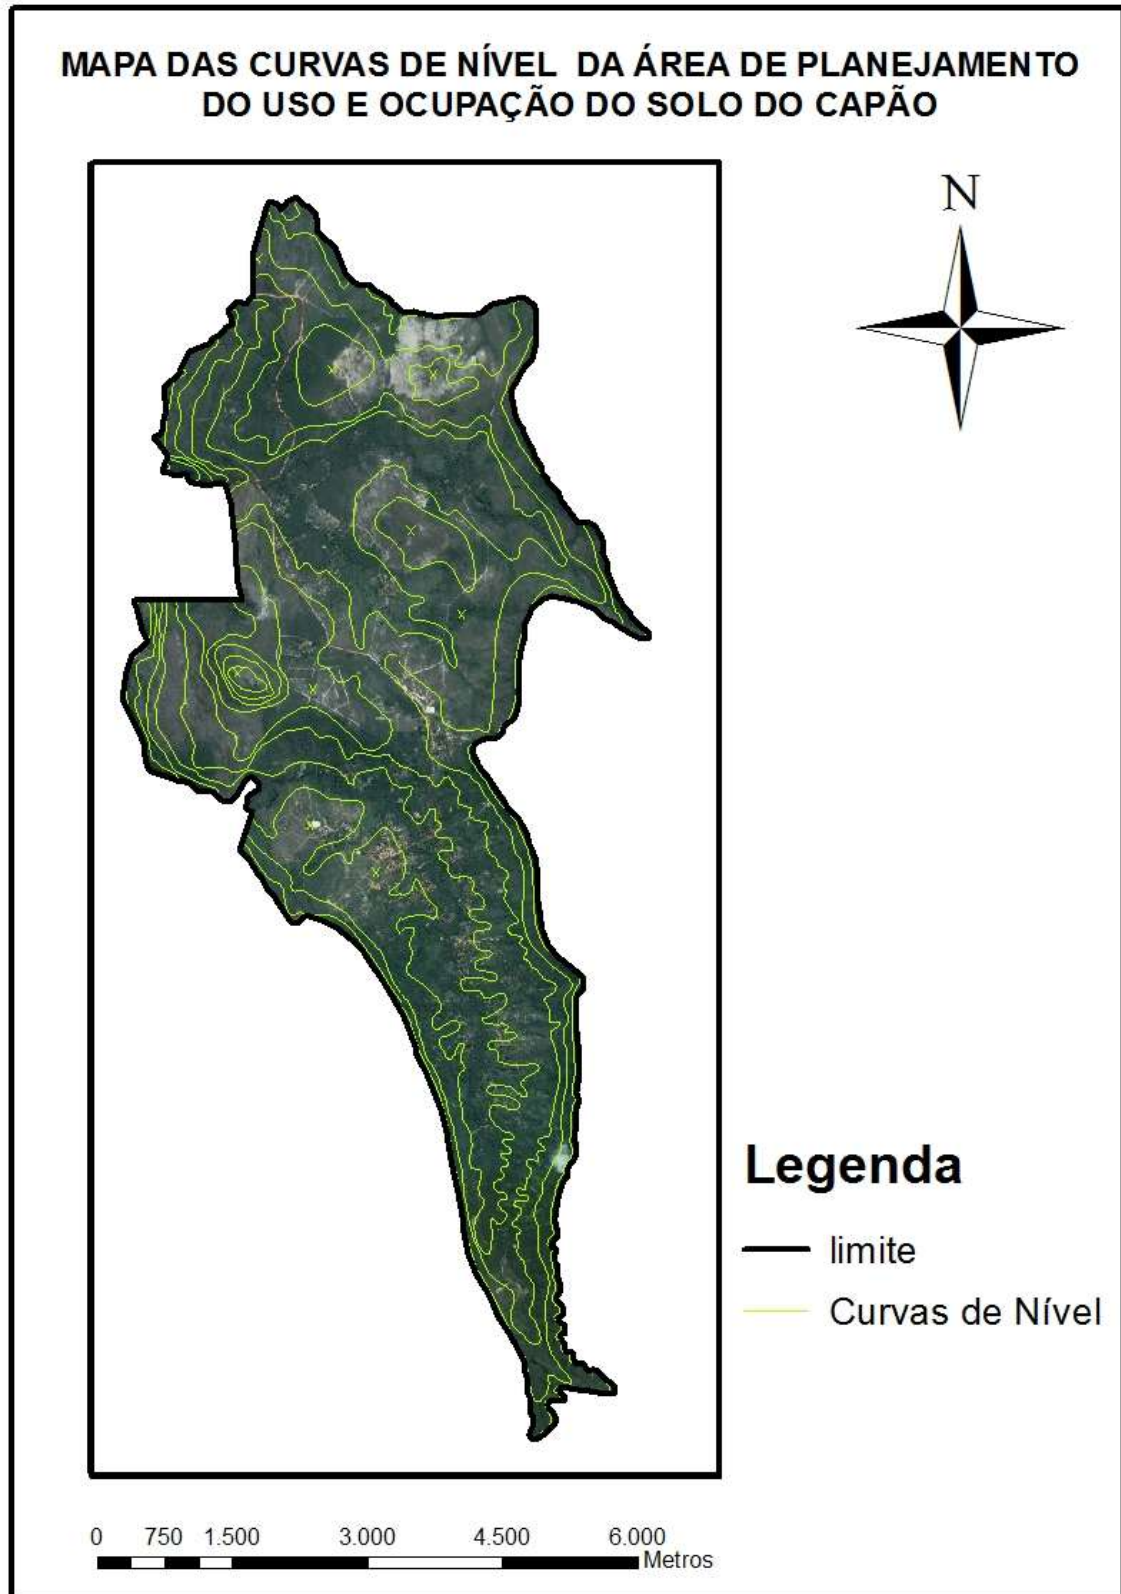 MAPA DAS CURVAS DE NÍVEL DA ÁREA DE PLANEJAMENTO
DO USO E OCUPAÇÃO DO SOLO DO CAPÃO
N
Legenda
limite
Curvas de Nível
0 750 1.500 3.000 4.500 6.000
Metros